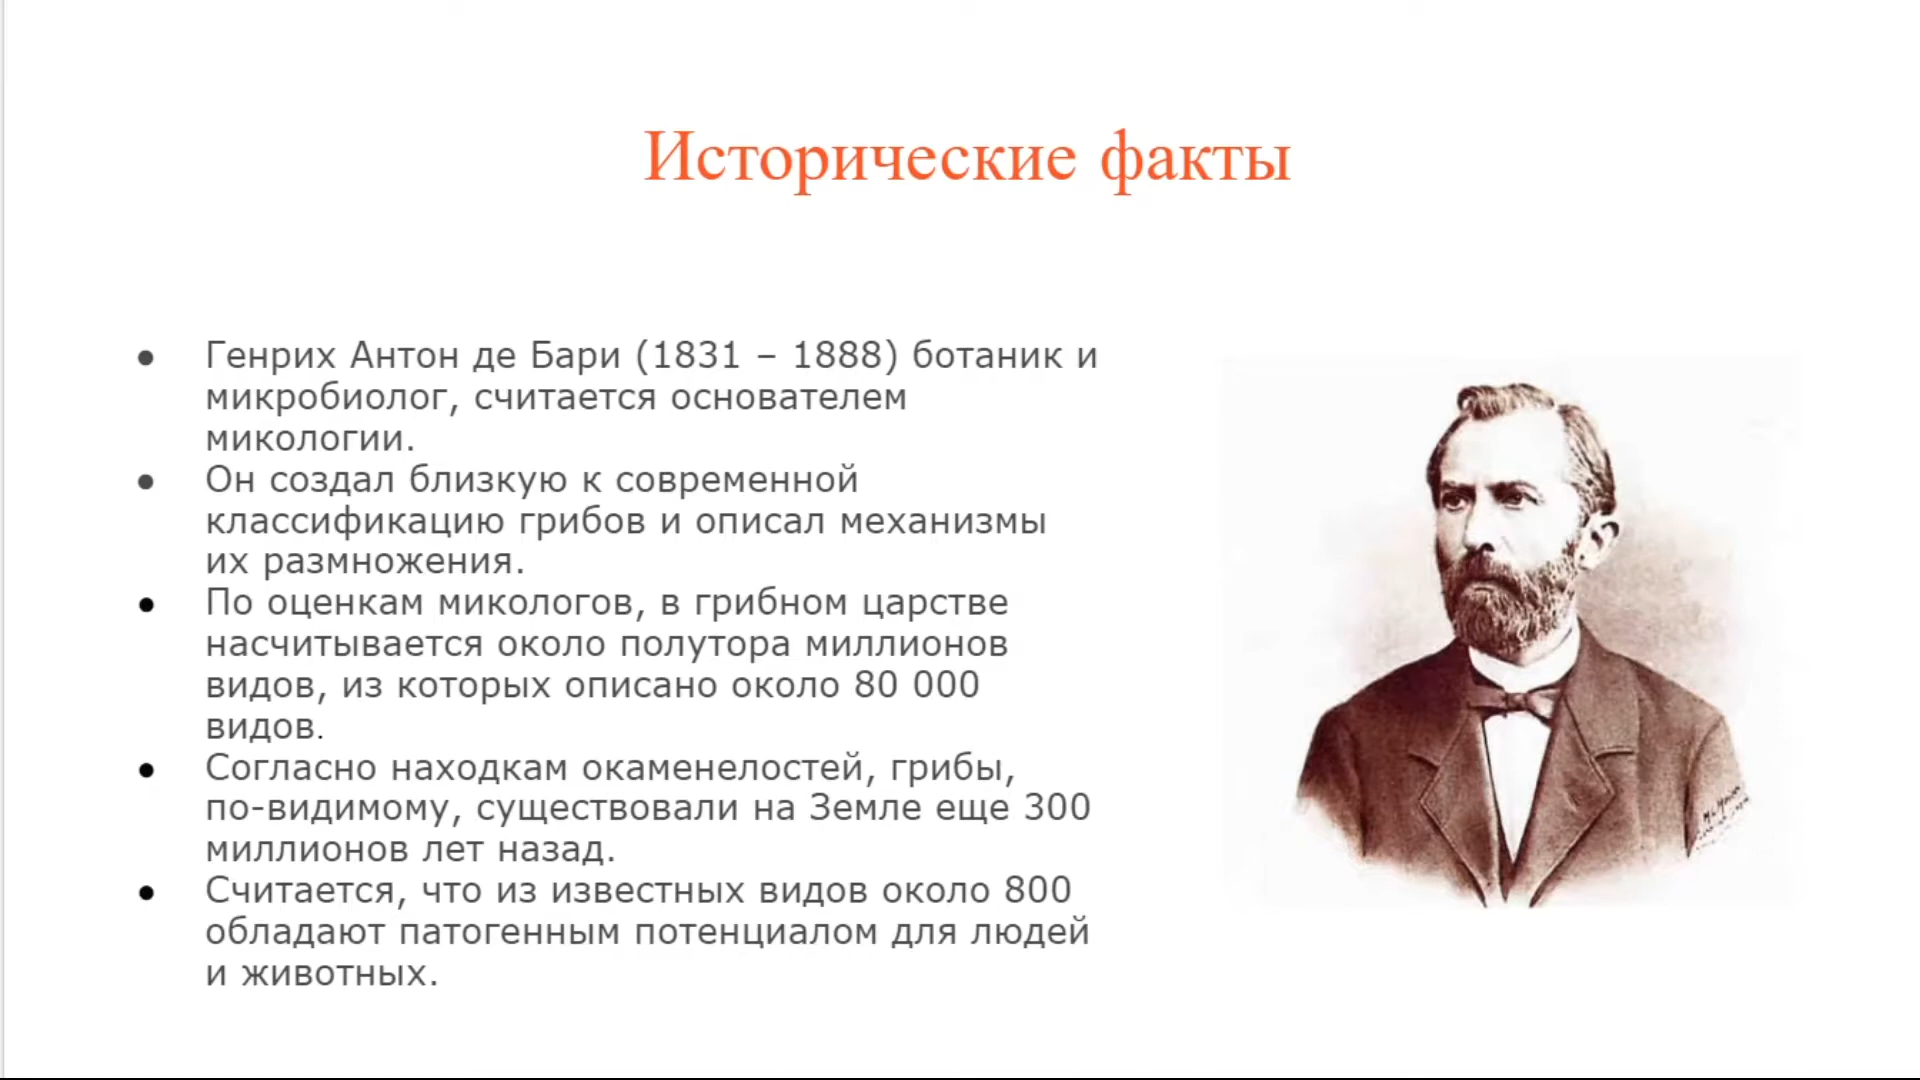 Исторические факты
● Генрих Антон де Бари (1831 – 1888) ботаник и
микробиолог, считается основателем
микологии.
● Он создал близкую к современной
классификацию грибов и описал механизмы
их размножения.
● По оценкам микологов, в грибном царстве
насчитывается около полутора миллионов
видов, из которых описано около 80 000
видов.
● Согласно находкам окаменелостей, грибы,
по-видимому, существовали на Земле еще 300
миллионов лет назад.
● Считается, что из известных видов около 800
обладают патогенным потенциалом для людей
и животных.